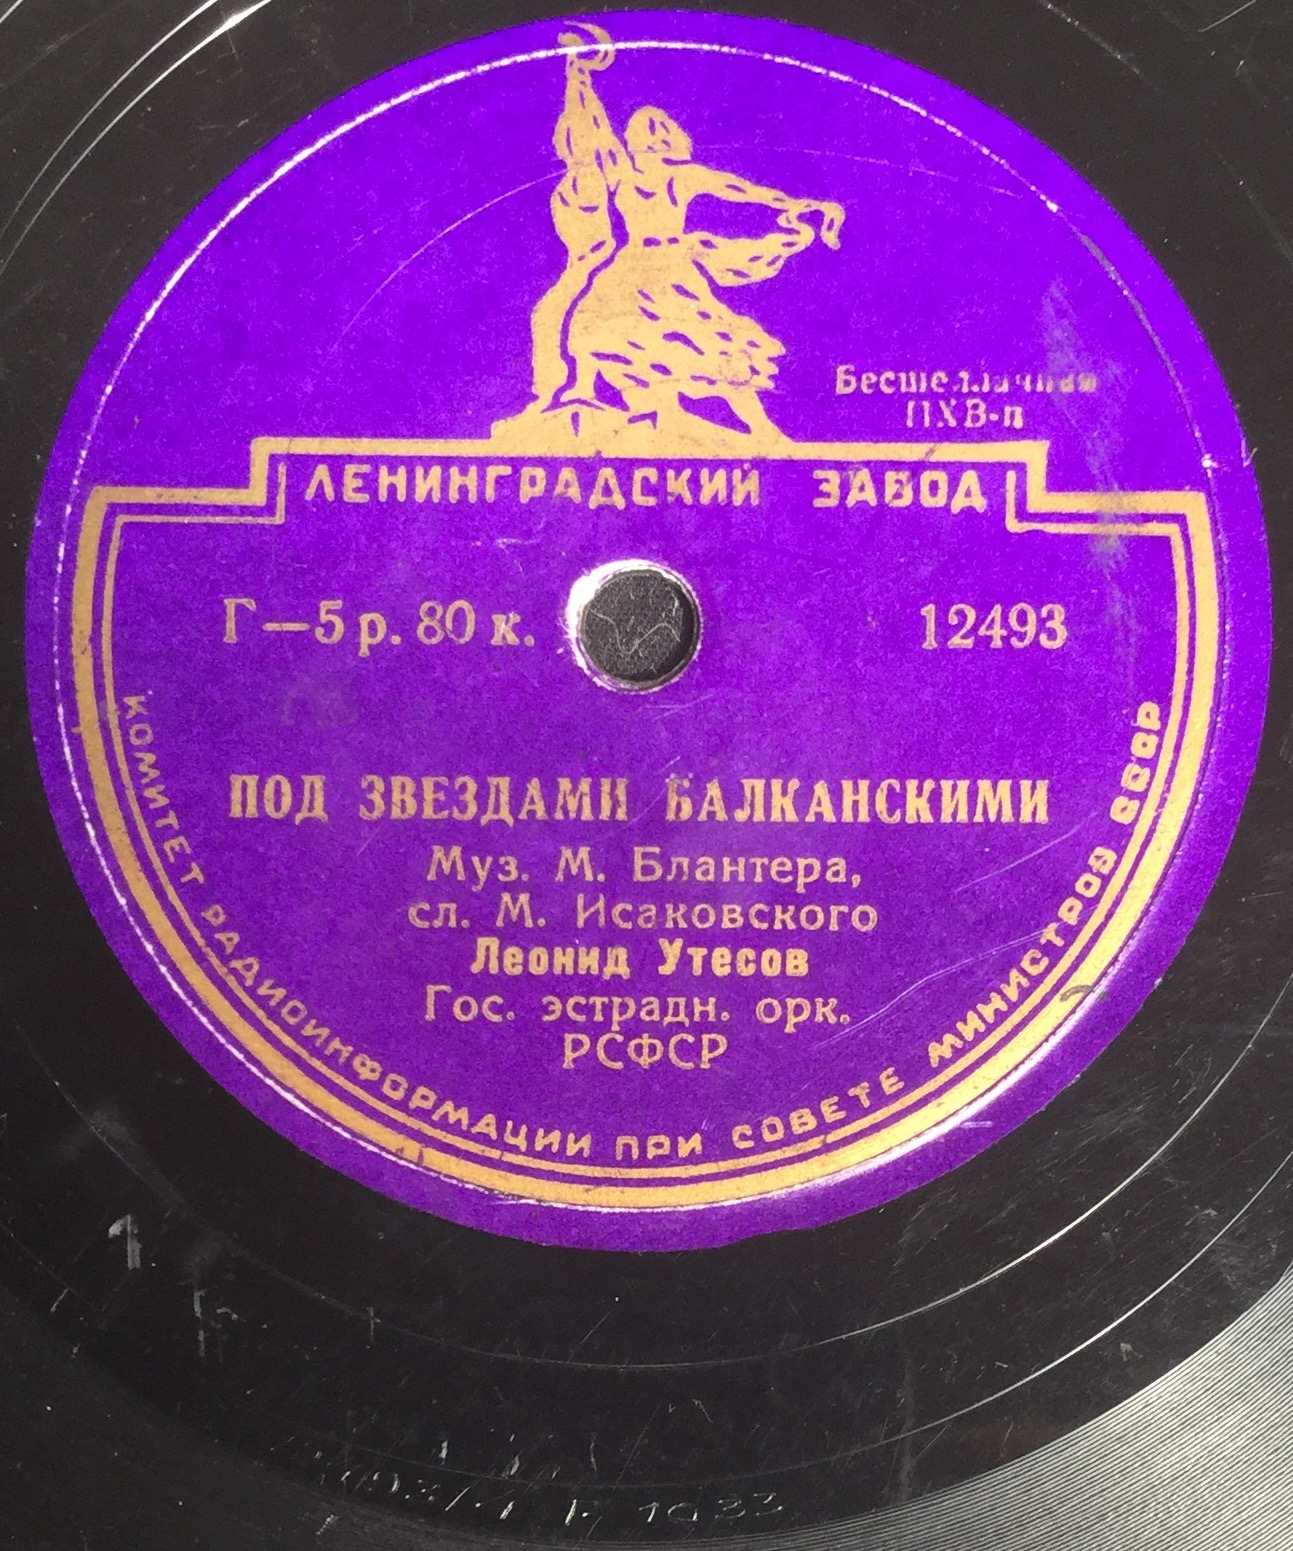 Бесшеллачная
ПХВ-п
ЛЕНИНГРАДСКИЙ ЗАВОД
Г—5 р. 80 к. 12493
ПОД ЗВЕЗДАМИ БАЛКАНСКИМИ
Муз. М. Блантера,
сл. М. Исаковского
Леонид Утесов
Гос. эстрадн. орк.
РСФСР
КОМИТЕТ РАДИОИНФОРМАЦИИ ПРИ СОВЕТЕ МИНИСТРОВ СССР